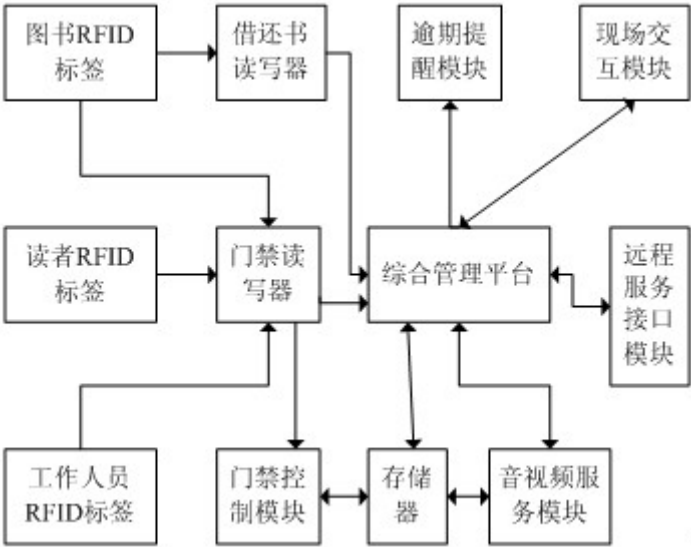 图书RFID
标签
借还书
读写器
逾期提
醒模块
现场交
互模块
读者RFID
标签
门禁读
写器
综合管理平台
远程
服务
接口
模块
工作人员
RFID标签
门禁控
制模块
存储
器
音视频服
务模块